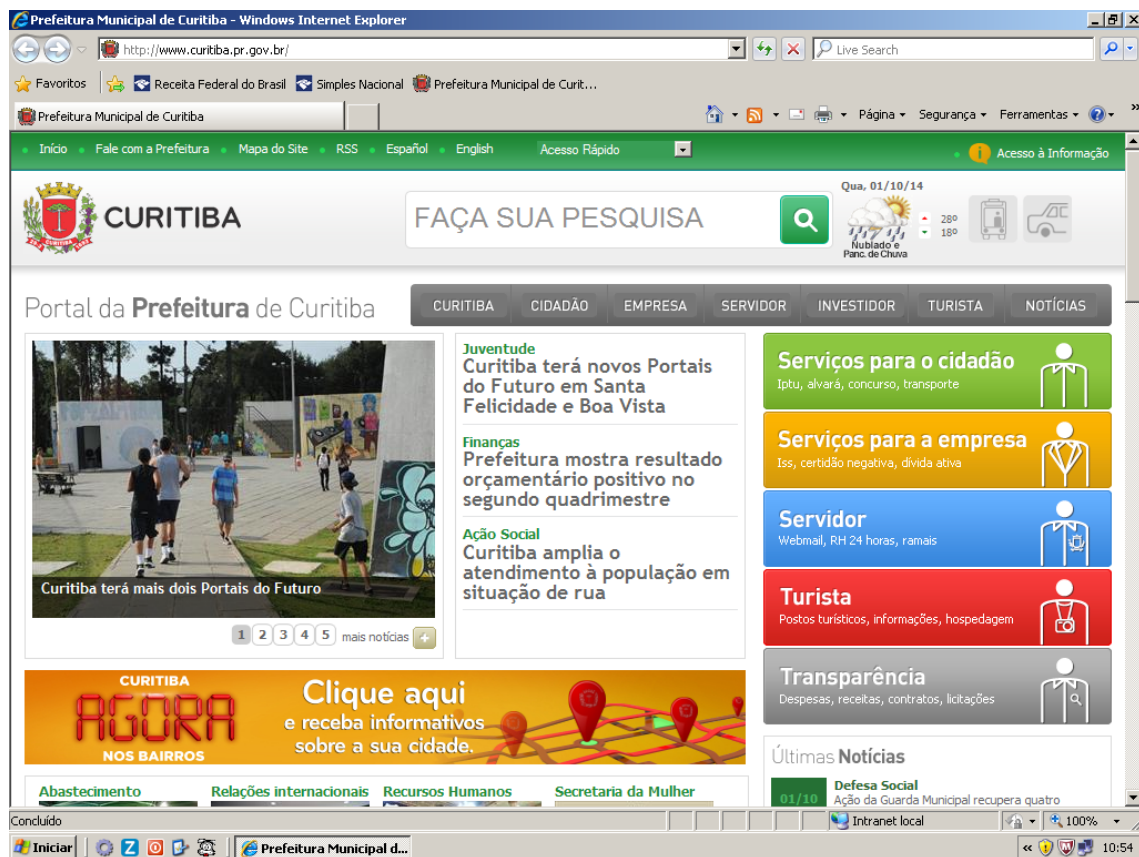 Prefeitura Municipal de Curitiba - Windows Internet Explorer
http://www.curitiba.pr.gov.br/
Live Search
Favoritos
Receita Federal do Brasil
Simples Nacional
Prefeitura Municipal de Curit...
Prefeitura Municipal de Curitiba
Página
Segurança
Ferramentas
»
Início
Fale com a Prefeitura
Mapa do Site
RSS
Español
English
Acesso Rápido
Acesso à Informação
CURITIBA
FAÇA SUA PESQUISA
Qua, 01/10/14
28º
18º
Nublado e
Panc. de Chuva
Portal da Prefeitura de Curitiba
CURITIBA
CIDADÃO
EMPRESA
SERVIDOR
INVESTIDOR
TURISTA
NOTÍCIAS
Curitiba terá mais dois Portais do Futuro
1 2 3 4 5 mais notícias +
Juventude
Curitiba terá novos Portais
do Futuro em Santa
Felicidade e Boa Vista
Finanças
Prefeitura mostra resultado
orçamentário positivo no
segundo quadrimestre
Ação Social
Curitiba amplia o
atendimento à população em
situação de rua
Serviços para o cidadão
Iptu, alvará, concurso, transporte
Serviços para a empresa
Iss, certidão negativa, dívida ativa
Servidor
Webmail, RH 24 horas, ramais
Turista
Postos turísticos, informações, hospedagem
Transparência
Despesas, receitas, contratos, licitações
CURITIBA
AGORA
NOS BAIRROS
Clique aqui
e receba informativos
sobre a sua cidade.
Últimas Notícias
01/10
Defesa Social
Ação da Guarda Municipal recupera quatro
Abastecimento
Relações internacionais
Recursos Humanos
Secretaria da Mulher
Concluído
Intranet local
100%
Iniciar
Prefeitura Municipal d...
«
10:54